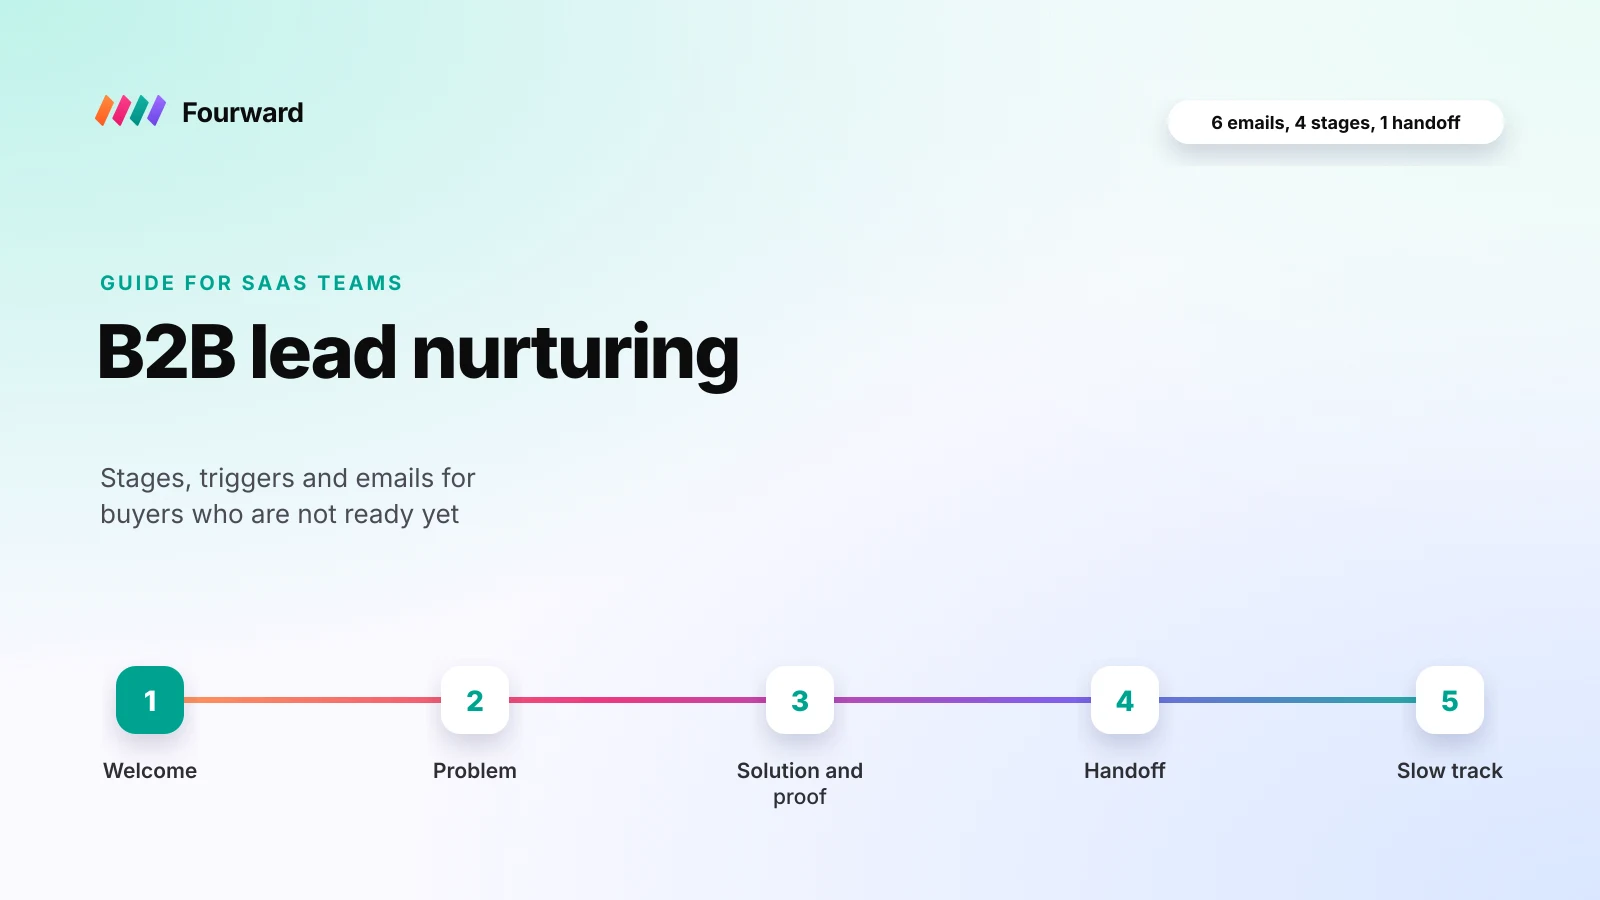 Fourward
6 emails, 4 stages, 1 handoff
GUIDE FOR SAAS TEAMS
B2B lead nurturing
Stages, triggers and emails for
buyers who are not ready yet
1
2
3
4
5
Welcome
Problem
Solution and
proof
Handoff
Slow track